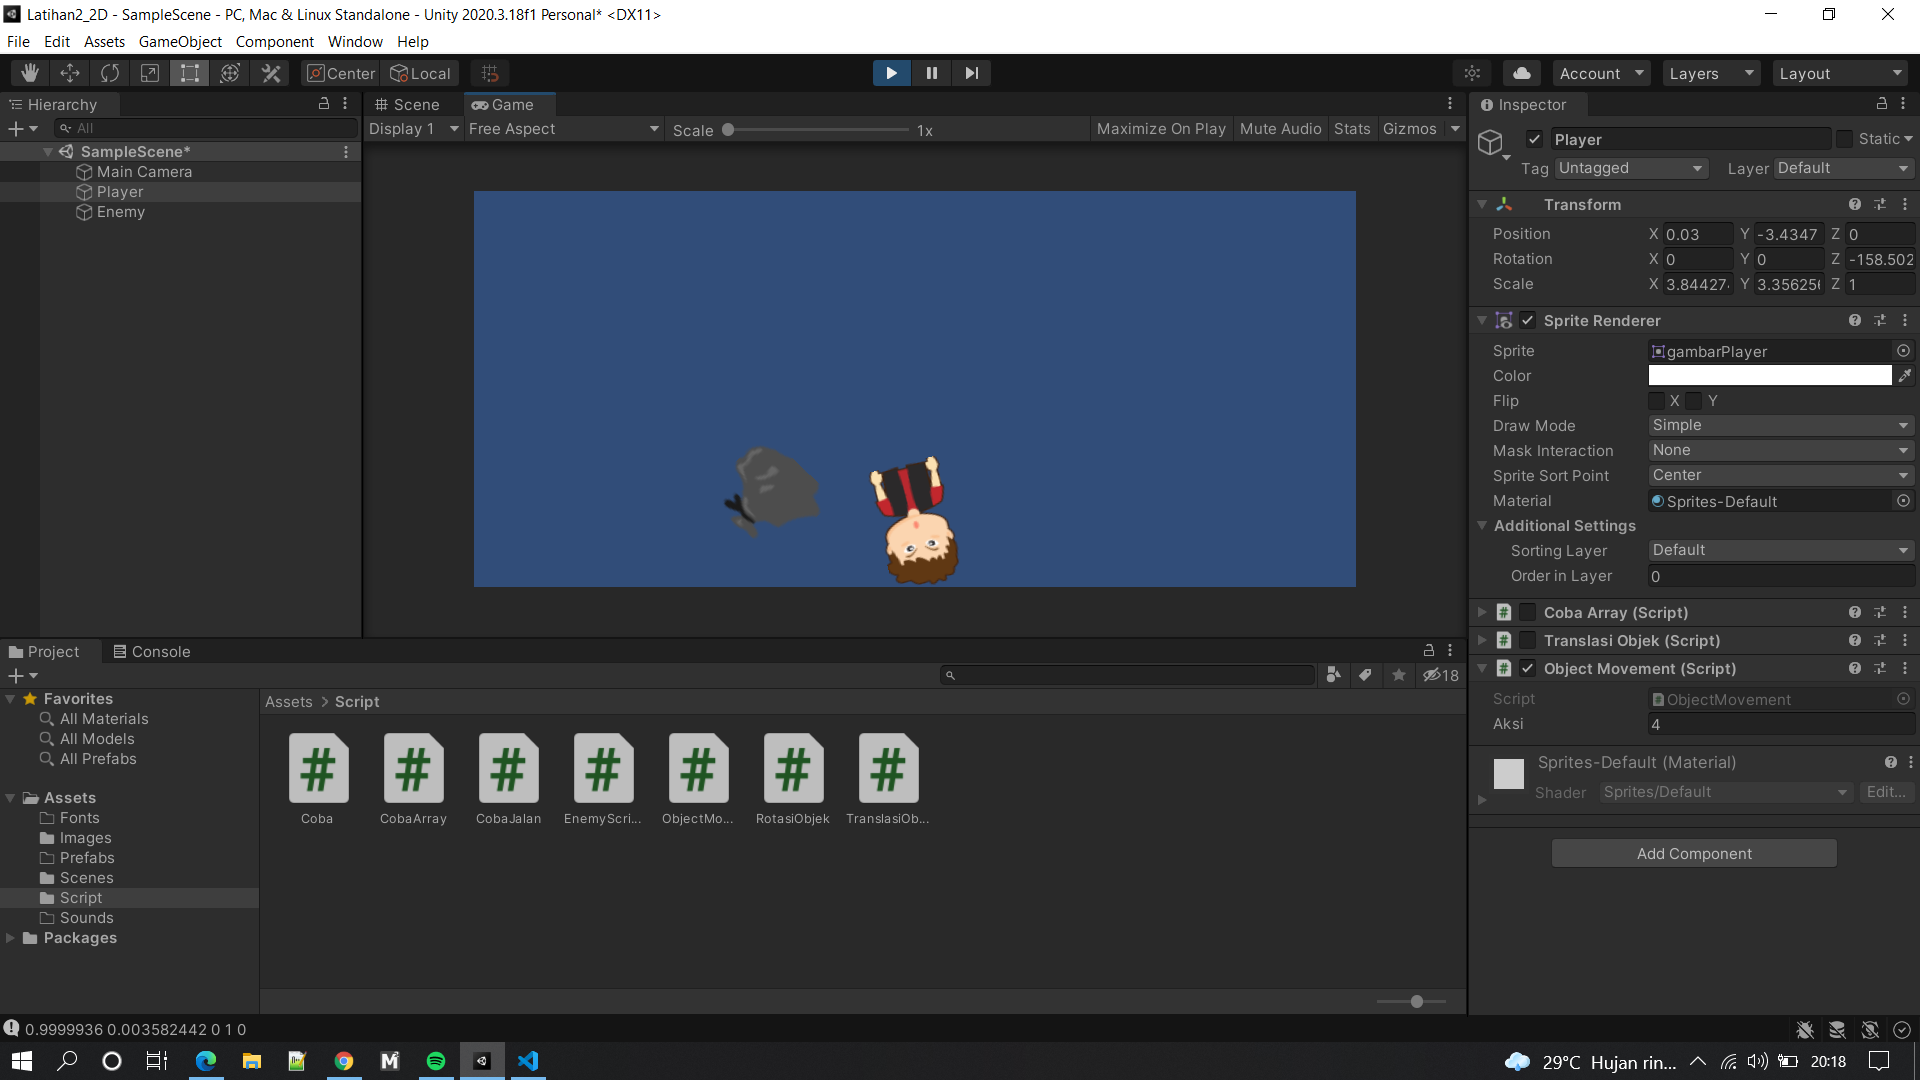 Latihan2_2D - SampleScene - PC, Mac & Linux Standalone - Unity 2020.3.18f1 Personal* <DX11>
File Edit Assets GameObject Component Window Help
Center Local Account Layers Layout
Hierarchy
All
SampleScene*
Main Camera
Player
Enemy
Scene Game
Display 1 Free Aspect Scale 1x Maximize On Play Mute Audio Stats Gizmos
Inspector
Player Static
Tag Untagged Layer Default
Transform
Position X 0.03 Y -3.4347 Z 0
Rotation X 0 Y 0 Z -158.502
Scale X 3.844274 Y 3.356256 Z 1
Sprite Renderer
Sprite gambarPlayer
Color
Flip X Y
Draw Mode Simple
Mask Interaction None
Sprite Sort Point Center
Material Sprites-Default
Additional Settings
Sorting Layer Default
Order in Layer 0
# Coba Array (Script)
# Translasi Objek (Script)
# Object Movement (Script)
Script ObjectMovement
Aksi 4
Sprites-Default (Material)
Shader Sprites/Default Edit...
Add Component
Project Console
18
Favorites
All Materials
All Models
All Prefabs
Assets
Fonts
Images
Prefabs
Scenes
Script
Sounds
Packages
Assets > Script
# # # # # # #
Coba CobaArray CobaJalan EnemyScri... ObjectMo... RotasiObjek TranslasiOb...
0.9999936 0.003582442 0 1 0
29°C Hujan rin... 20:18